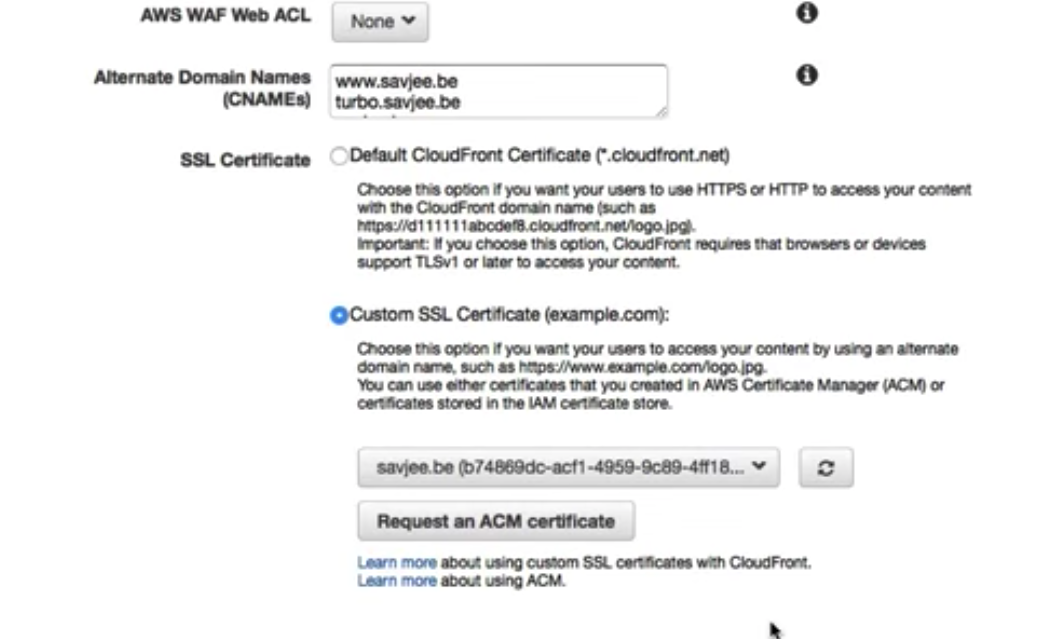 AWS WAF Web ACL
None
Alternate Domain Names
(CNAMEs)
www.savjee.be
turbo.savjee.be
SSL Certificate
Default CloudFront Certificate (*.cloudfront.net)
Choose this option if you want your users to use HTTPS or HTTP to access your content
with the CloudFront domain name (such as
https://d111111abcdef8.cloudfront.net/logo.jpg).
Important: If you choose this option, CloudFront requires that browsers or devices
support TLSv1 or later to access your content.
Custom SSL Certificate (example.com):
Choose this option if you want your users to access your content by using an alternate
domain name, such as https://www.example.com/logo.jpg.
You can use either certificates that you created in AWS Certificate Manager (ACM) or
certificates stored in the IAM certificate store.
savjee.be (b74869dc-acf1-4959-9c89-4ff18...
Request an ACM certificate
Learn more about using custom SSL certificates with CloudFront.
Learn more about using ACM.